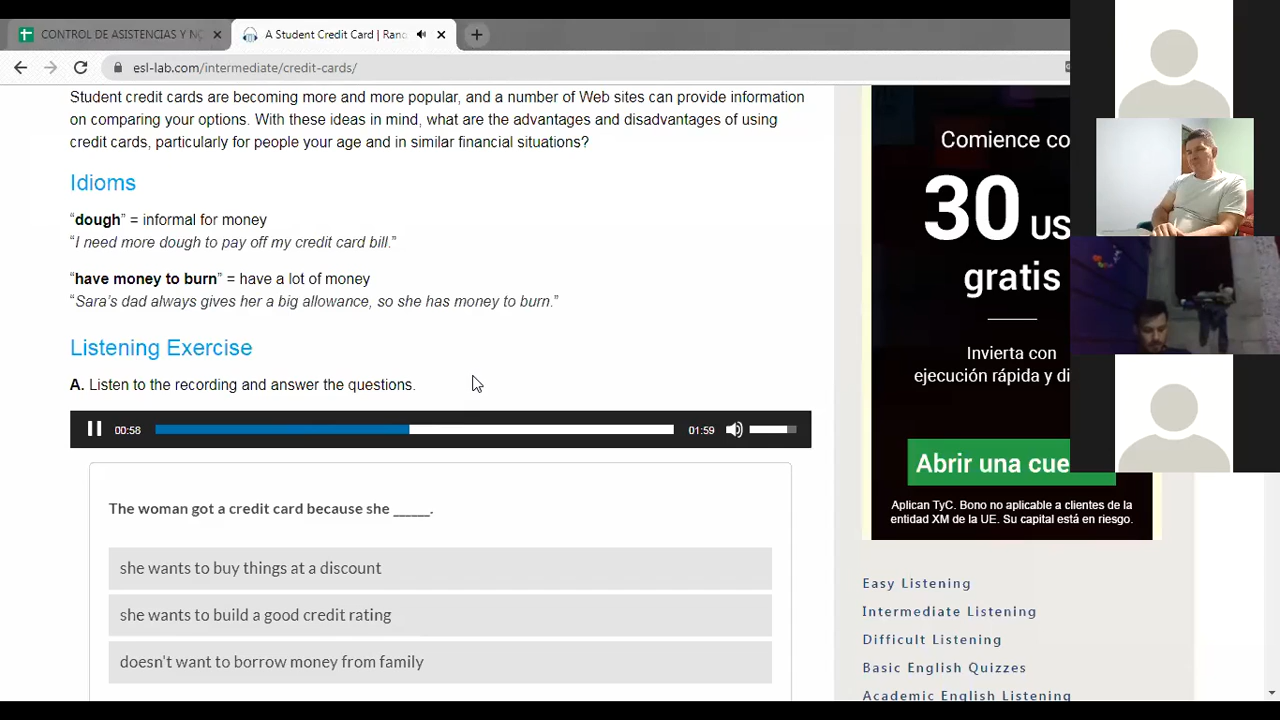 CONTROL DE ASISTENCIAS Y
A Student Credit Card | Ran
esl-lab.com/intermediate/credit-cards/
Student credit cards are becoming more and more popular, and a number of Web sites can provide information
on comparing your options. With these ideas in mind, what are the advantages and disadvantages of using
credit cards, particularly for people your age and in similar financial situations?
Idioms
“dough” = informal for money
“I need more dough to pay off my credit card bill.”
“have money to burn” = have a lot of money
“Sara’s dad always gives her a big allowance, so she has money to burn.”
Listening Exercise
A. Listen to the recording and answer the questions.
00:58
01:59
The woman got a credit card because she ______.
she wants to buy things at a discount
she wants to build a good credit rating
doesn't want to borrow money from family
Comience co
30 US
gratis
Invierta con
ejecución rápida y di
Abrir una cue
Aplican TyC. Bono no aplicable a clientes de la
entidad XM de la UE. Su capital está en riesgo.
Easy Listening
Intermediate Listening
Difficult Listening
Basic English Quizzes
Academic English Listening